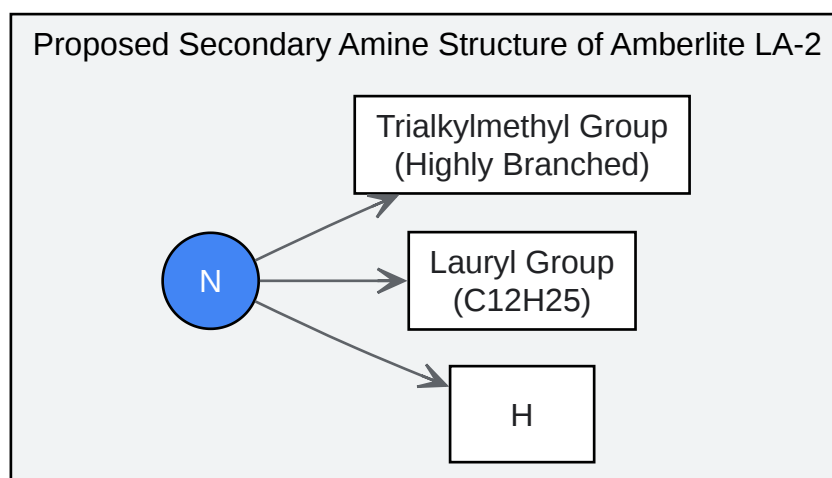 Proposed Secondary Amine Structure of Amberlite LA-2
Trialkylmethyl Group
(Highly Branched)
N
Lauryl Group
(C12H25)
H